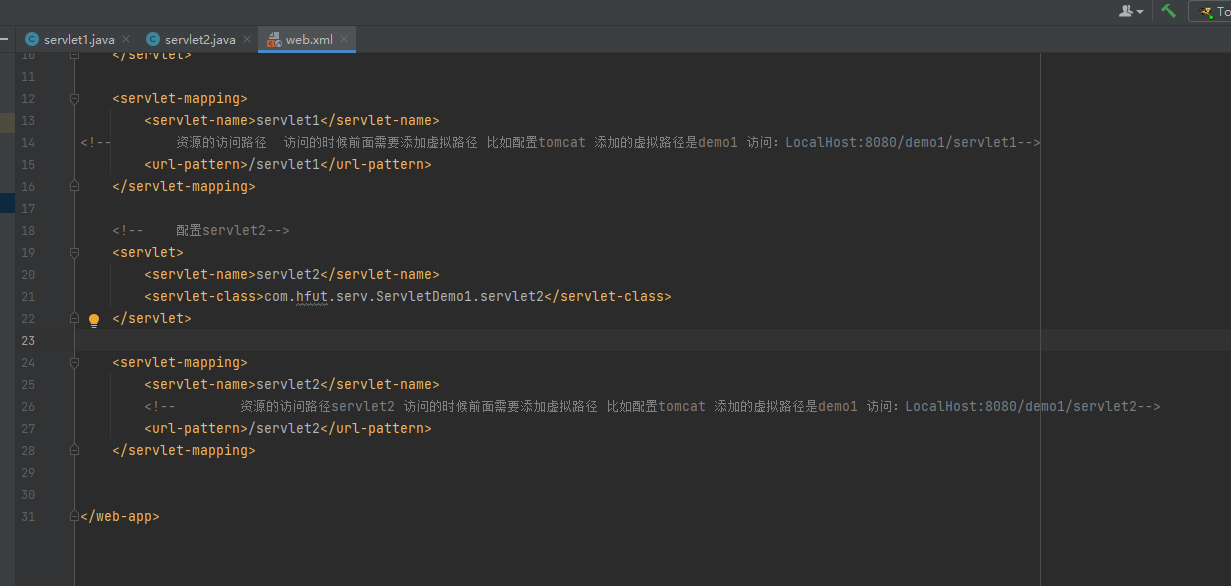 To
servlet1.java
servlet2.java
web.xml
10 </servlet>
11
12 <servlet-mapping>
13 <servlet-name>servlet1</servlet-name>
14 <!-- 资源的访问路径 访问的时候前面需要添加虚拟路径 比如配置tomcat 添加的虚拟路径是demo1 访问：LocalHost:8080/demo1/servlet1-->
15 <url-pattern>/servlet1</url-pattern>
16 </servlet-mapping>
17
18 <!-- 配置servlet2-->
19 <servlet>
20 <servlet-name>servlet2</servlet-name>
21 <servlet-class>com.hfut.serv.ServletDemo1.servlet2</servlet-class>
22 </servlet>
23
24 <servlet-mapping>
25 <servlet-name>servlet2</servlet-name>
26 <!-- 资源的访问路径servlet2 访问的时候前面需要添加虚拟路径 比如配置tomcat 添加的虚拟路径是demo1 访问：LocalHost:8080/demo1/servlet2-->
27 <url-pattern>/servlet2</url-pattern>
28 </servlet-mapping>
29
30
31 </web-app>